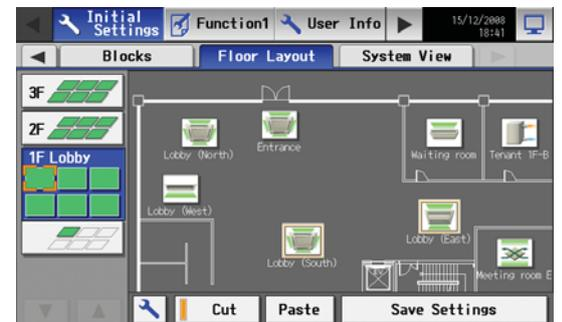 Initial Settings
Function1
User Info
15/12/2008
18:41
Blocks
Floor Layout
System View
3F
2F
1F Lobby
Lobby (North)
Entrance
Waiting room
Tenant 1F-B
Lobby (West)
Lobby (South)
Lobby (East)
Meeting room E
Cut
Paste
Save Settings